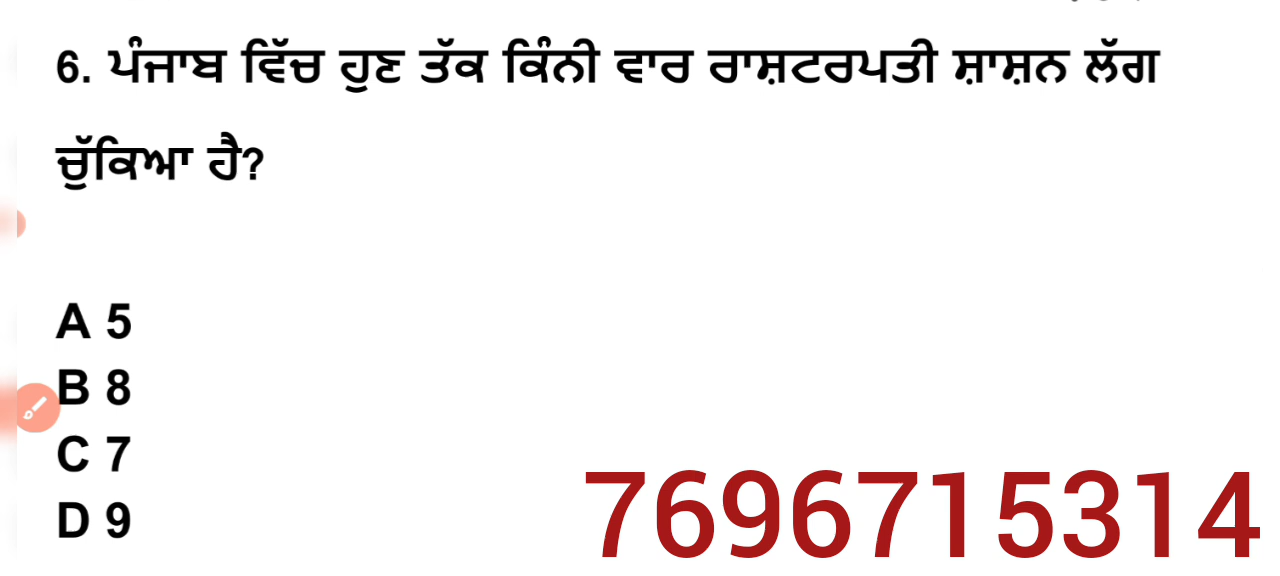 6. ਪੰਜਾਬ ਵਿੱਚ ਹੁਣ ਤੱਕ ਕਿੰਨੀ ਵਾਰ ਰਾਸ਼ਟਰਪਤੀ ਸ਼ਾਸ਼ਨ ਲੱਗ
ਚੁੱਕਿਆ ਹੈ?
A 5
B 8
C 7
D 9
7696715314